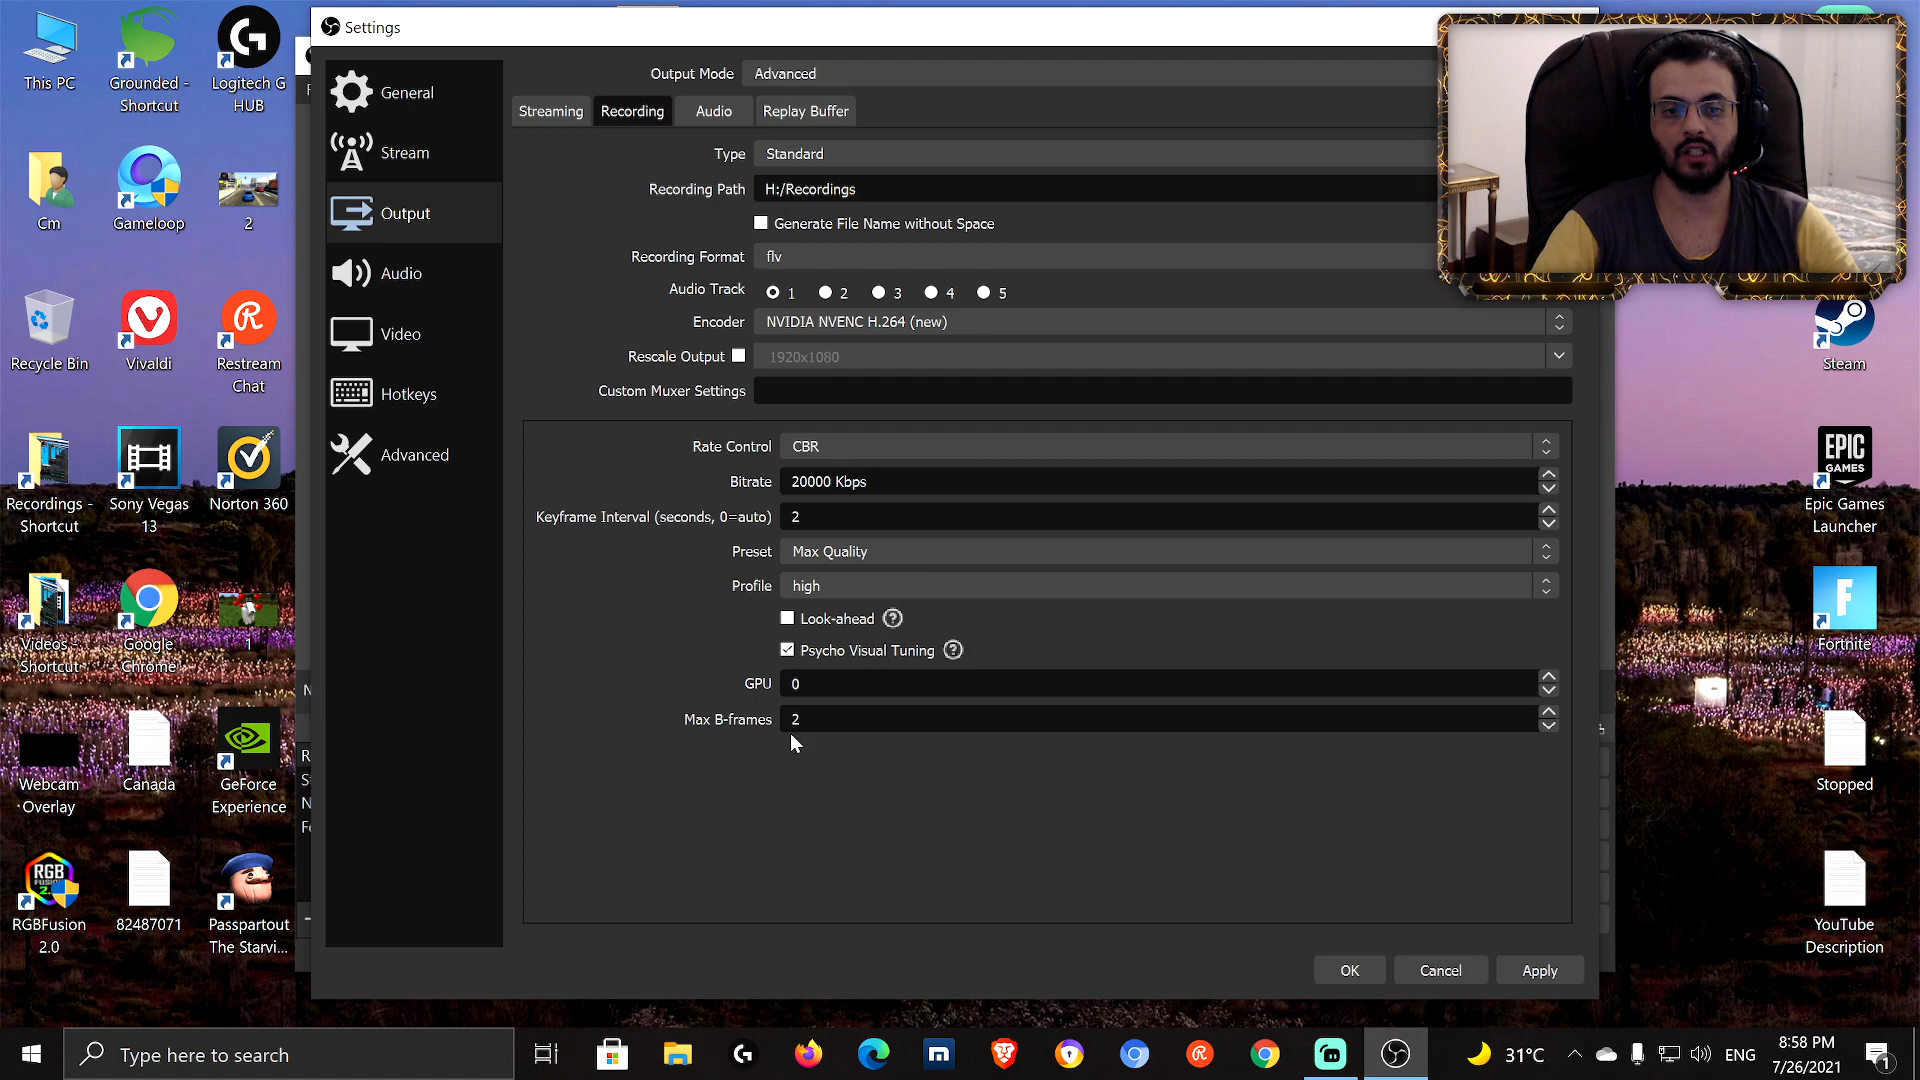 Settings
General
Stream
Output
Audio
Video
Hotkeys
Advanced
Output Mode Advanced
Streaming Recording Audio Replay Buffer
Type Standard
Recording Path H:/Recordings
Generate File Name without Space
Recording Format flv
Audio Track 1 2 3 4 5
Encoder NVIDIA NVENC H.264 (new)
Rescale Output 1920x1080
Custom Muxer Settings
Rate Control CBR
Bitrate 20000 Kbps
Keyframe Interval (seconds, 0=auto) 2
Preset Max Quality
Profile high
Look-ahead ?
Psycho Visual Tuning ?
GPU 0
Max B-frames 2
OK Cancel Apply
This PC
Grounded -
Shortcut
Logitech G
HUB
Cm
Gameloop
2
Recycle Bin
Vivaldi
Restream
Chat
Recordings -
Shortcut
Sony Vegas
13
Norton 360
Videos -
Shortcut
Google
Chrome
1
Webcam
Overlay
Canada
GeForce
Experience
RGB
FUSION
2.0
RGBFusion
2.0
82487071
Passpartout
The Starvi...
Steam
EPIC
GAMES
Epic Games
Launcher
Fortnite
Stopped
YouTube
Description
Type here to search
31°C
ENG
8:58 PM
7/26/2021
1